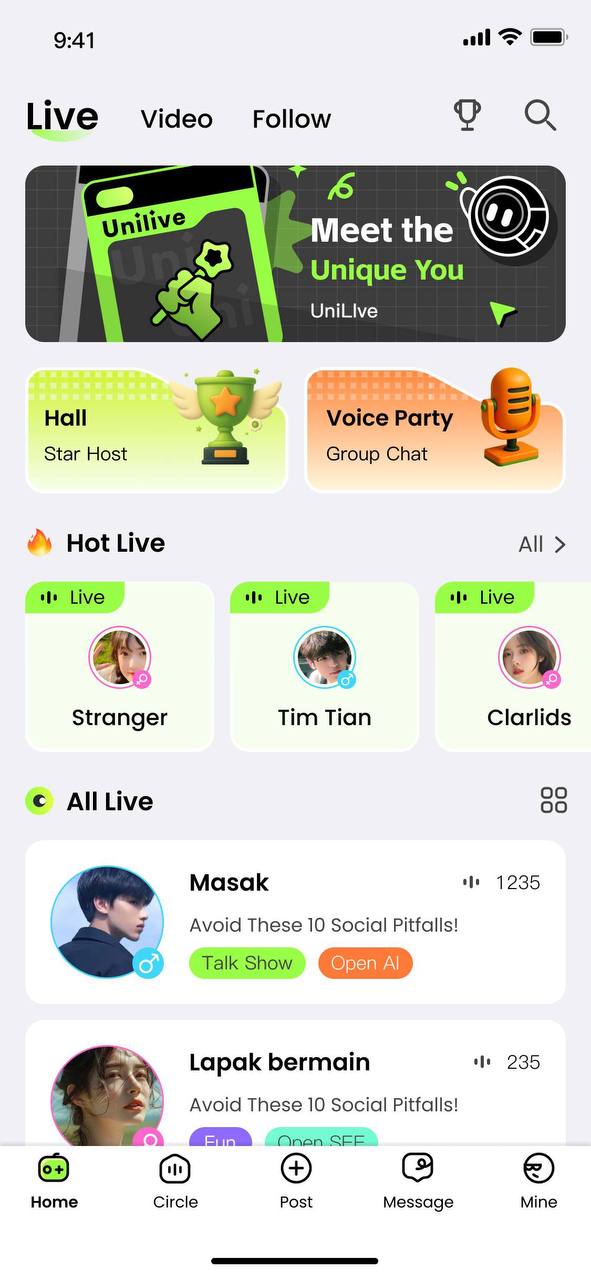 9:41
Live Video Follow
Unilive
Uni
Uni
Meet the
Unique You
UniLIve
Hall
Star Host
Voice Party
Group Chat
Hot Live
All
Live
Stranger
Live
Tim Tian
Live
Clarlids
All Live
Masak
1235
Avoid These 10 Social Pitfalls!
Talk Show
Open AI
Lapak bermain
235
Avoid These 10 Social Pitfalls!
Fun
Open SEE
Home
Circle
Post
Message
Mine